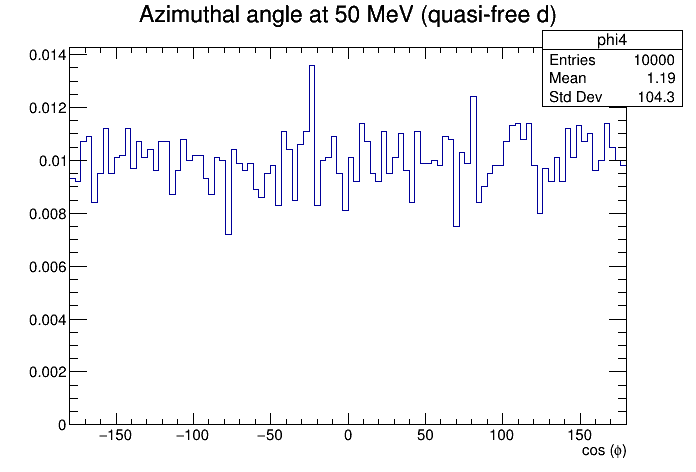 Azimuthal angle at 50 MeV (quasi-free d)
phi4
Entries 10000
Mean 1.19
Std Dev 104.3
0.014
0.012
0.01
0.008
0.006
0.004
0.002
0
−150 −100 −50 0 50 100 150
cos (ϕ)